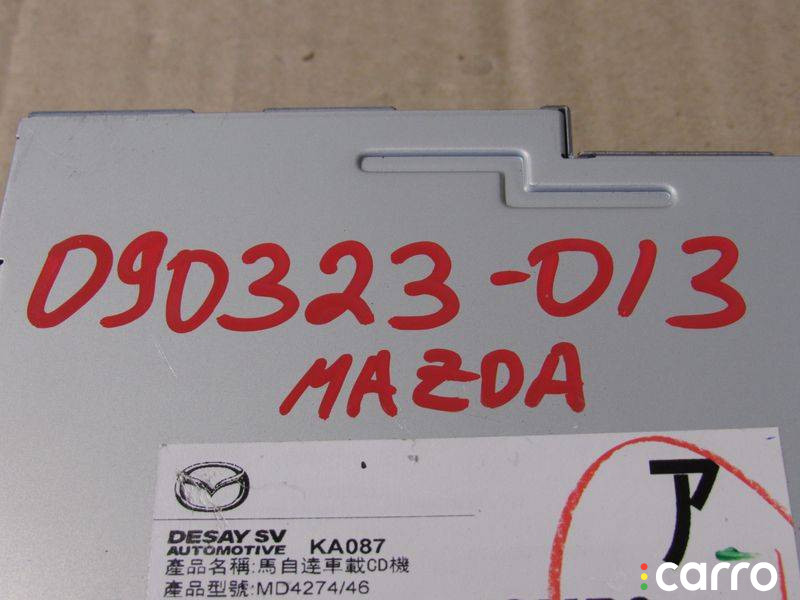 090323-013
MAZDA
ア
DESAY SV
AUTOMOTIVE KA087
產品名稱:馬自達車載CD機
產品型號:MD4274/46
carro